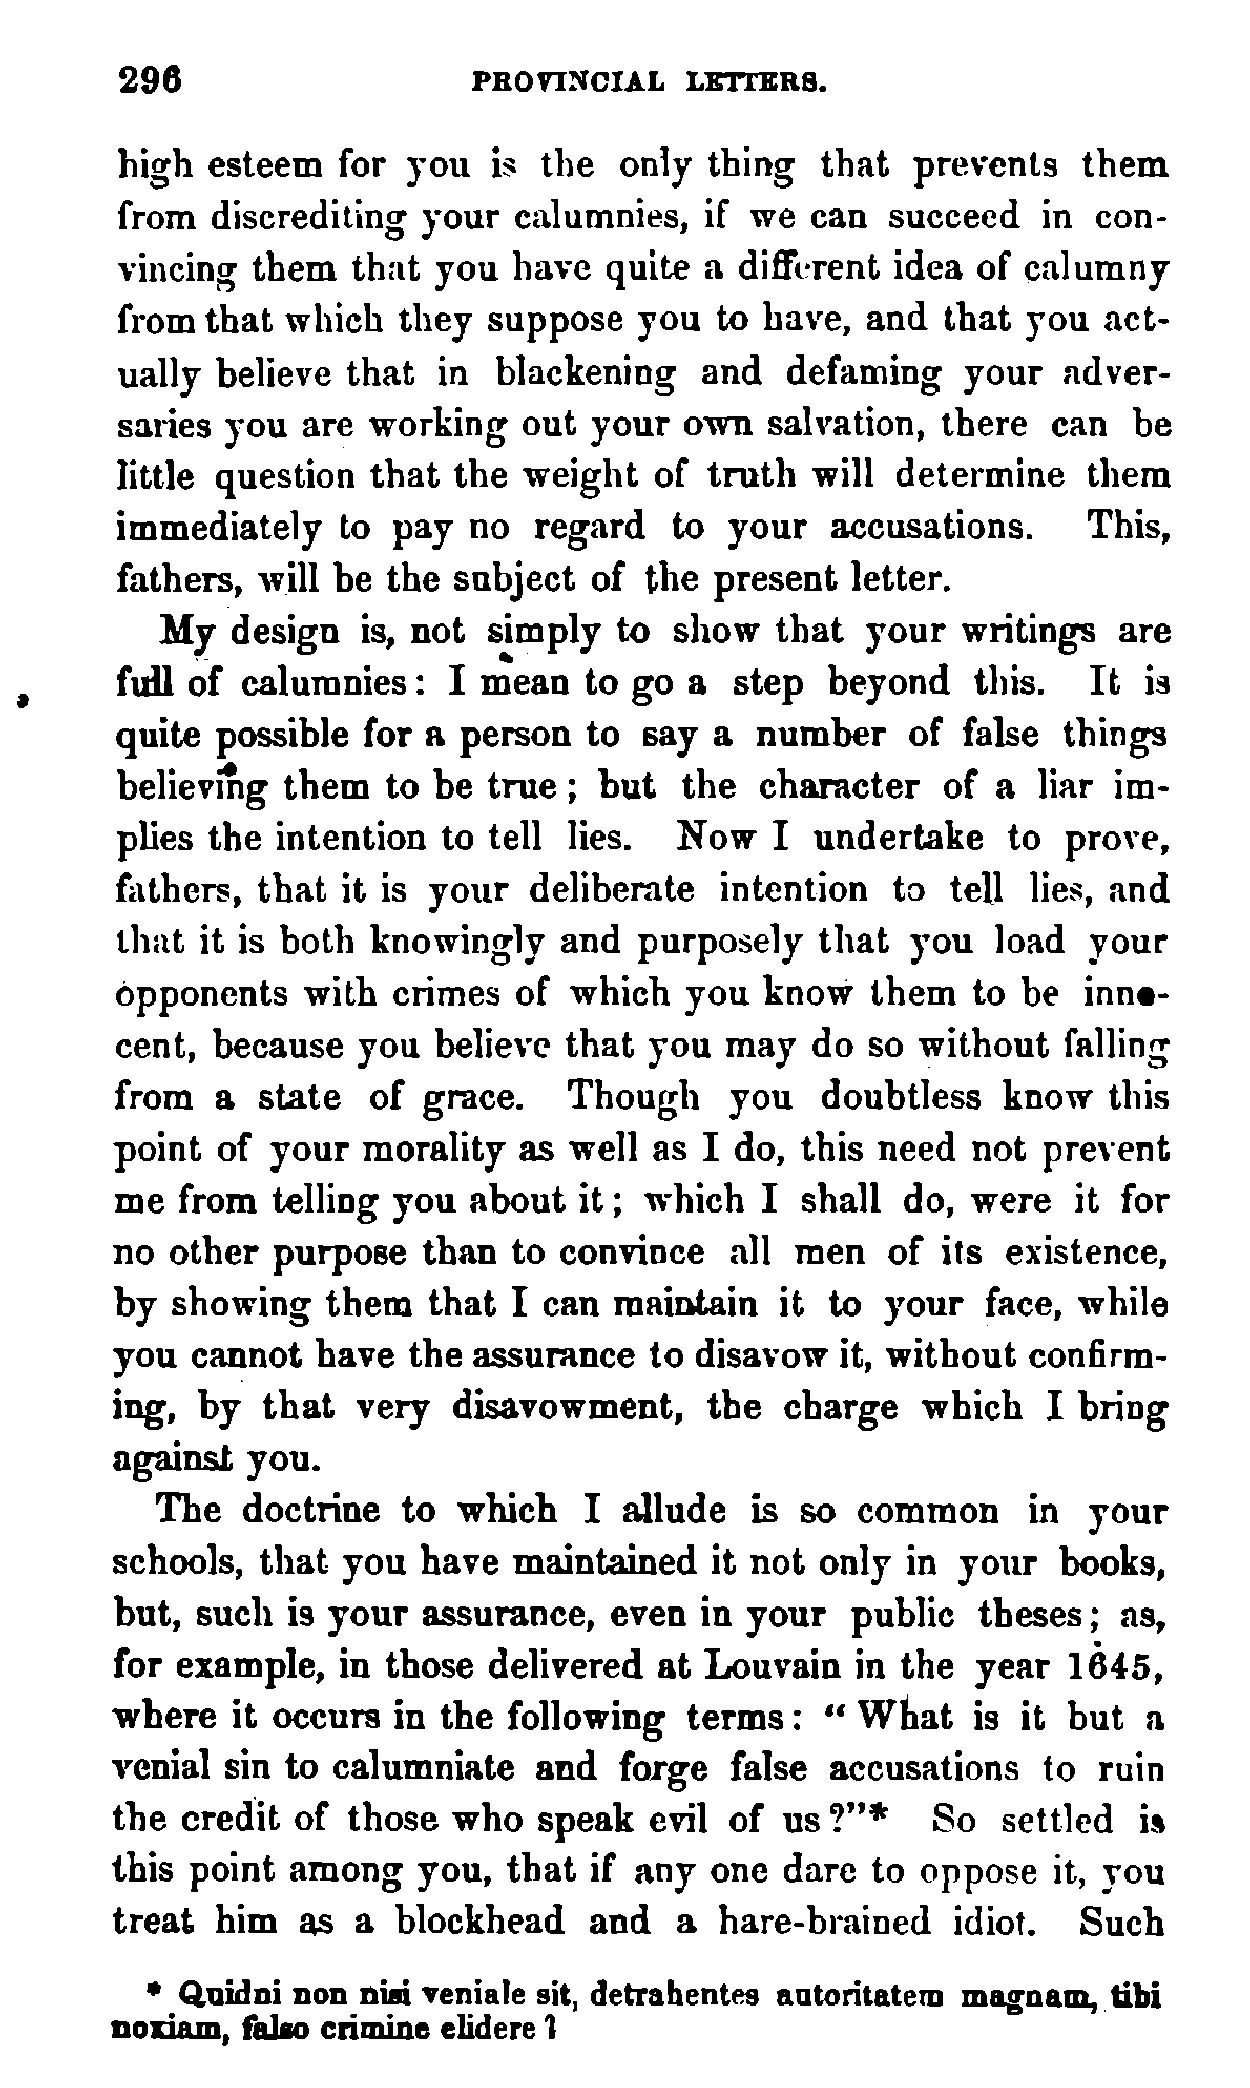 296 PROVINCIAL LETTERS.
high esteem for you is the only thing that prevents them
from discrediting your calumnies, if we can succeed in con-
vincing them that you have quite a different idea of calumny
from that which they suppose you to have, and that you act-
ually believe that in blackening and defaming your adver-
saries you are working out your own salvation, there can be
little question that the weight of truth will determine them
immediately to pay no regard to your accusations. This,
fathers, will be the subject of the present letter.
My design is, not simply to show that your writings are
full of calumnies: I mean to go a step beyond this. It is
quite possible for a person to say a number of false things
believing them to be true; but the character of a liar im-
plies the intention to tell lies. Now I undertake to prove,
fathers, that it is your deliberate intention to tell lies, and
that it is both knowingly and purposely that you load your
opponents with crimes of which you know them to be inno-
cent, because you believe that you may do so without falling
from a state of grace. Though you doubtless know this
point of your morality as well as I do, this need not prevent
me from telling you about it; which I shall do, were it for
no other purpose than to convince all men of its existence,
by showing them that I can maintain it to your face, while
you cannot have the assurance to disavow it, without confirm-
ing, by that very disavowment, the charge which I bring
against you.
The doctrine to which I allude is so common in your
schools, that you have maintained it not only in your books,
but, such is your assurance, even in your public theses; as,
for example, in those delivered at Louvain in the year 1645,
where it occurs in the following terms: "What is it but a
venial sin to calumniate and forge false accusations to ruin
the credit of those who speak evil of us?"* So settled is
this point among you, that if any one dare to oppose it, you
treat him as a blockhead and a hare-brained idiot. Such
* Quidni non nisi veniale sit, detrahentes autoritatem magnam, tibi
noxiam, falso crimine elidere?